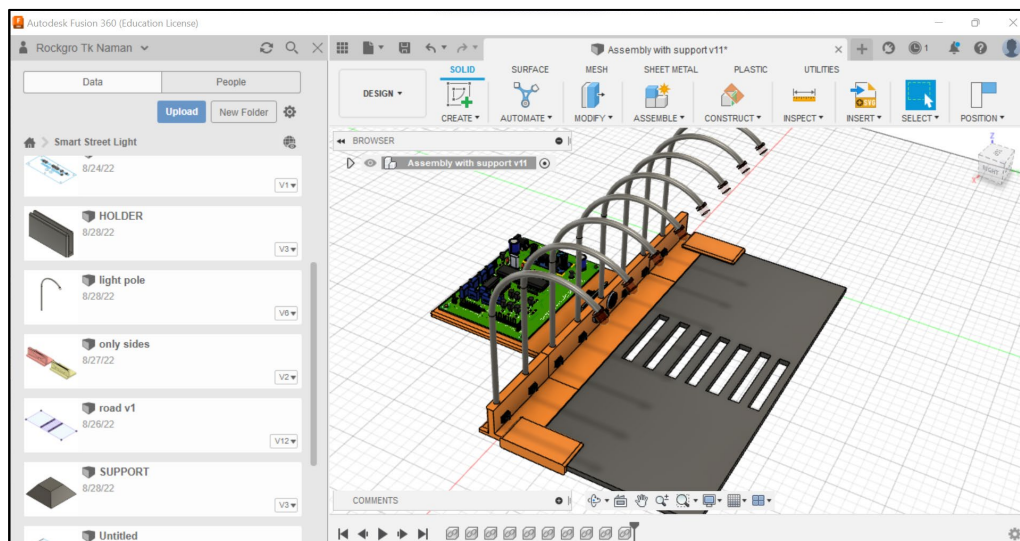 Autodesk Fusion 360 (Education License)
Rockgro Tk Naman
Assembly with support v11*
1
Data
People
Upload
New Folder
Smart Street Light
8/24/22
V1
HOLDER
8/28/22
V3
light pole
8/28/22
V6
only sides
8/27/22
V2
road v1
8/26/22
V12
SUPPORT
8/28/22
V3
Untitled
DESIGN
SOLID
SURFACE
MESH
SHEET METAL
PLASTIC
UTILITIES
CREATE
AUTOMATE
MODIFY
ASSEMBLE
CONSTRUCT
INSPECT
INSERT
SELECT
POSITION
BROWSER
Assembly with support v11
Z
RIGHT
COMMENTS